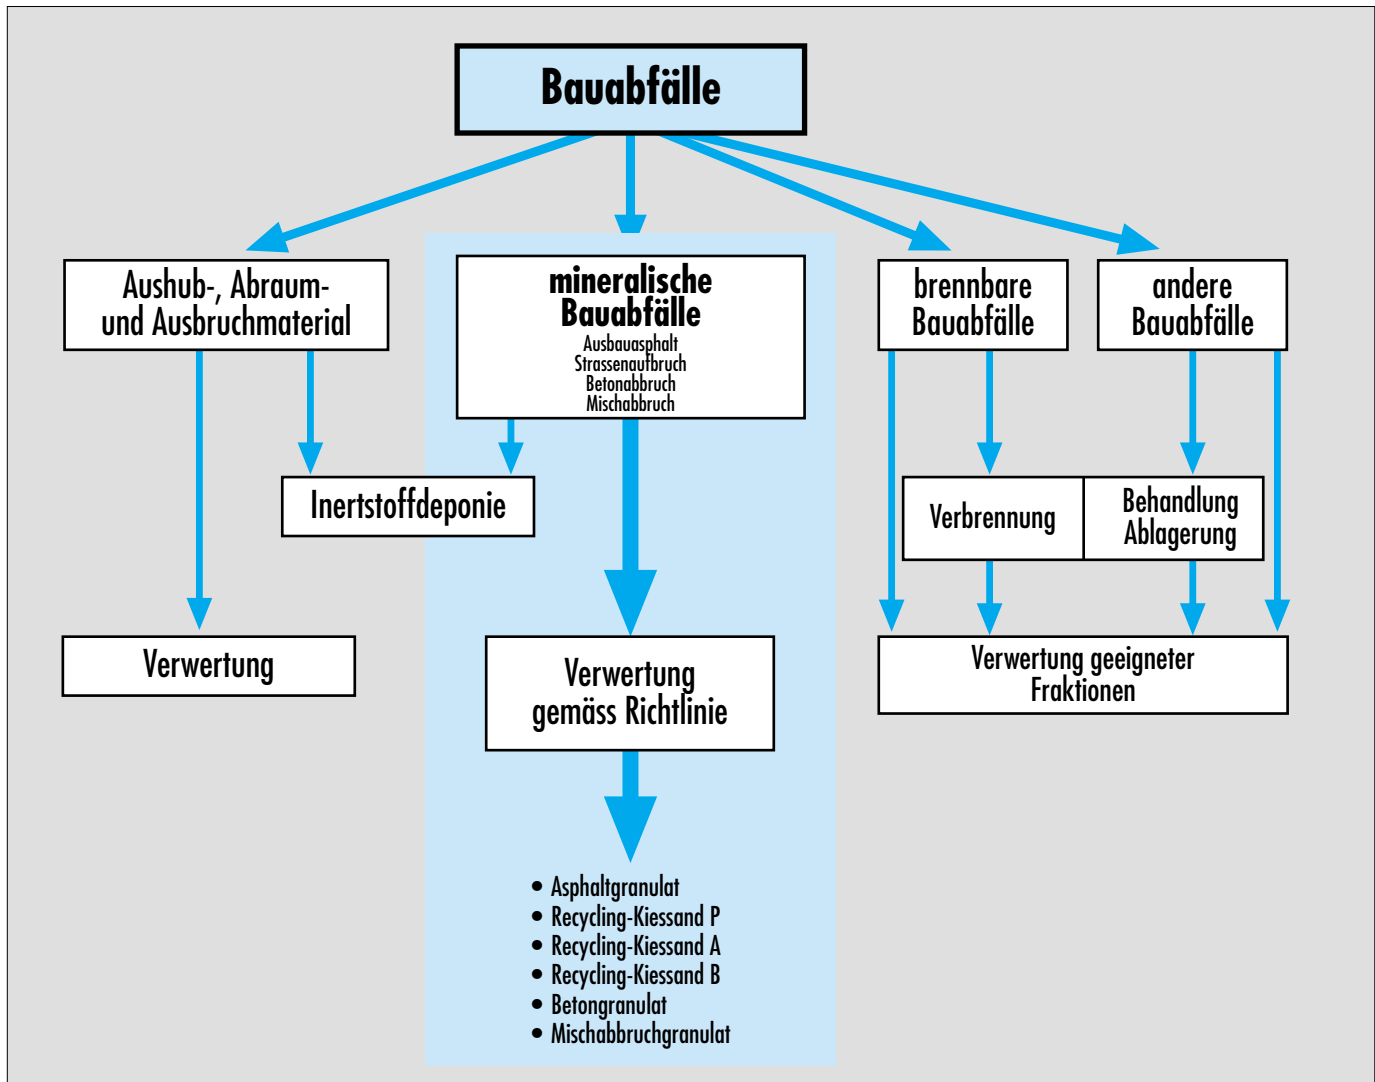 Bauabfälle
Aushub-, Abraum-
und Ausbruchmaterial
mineralische
Bauabfälle
Ausbauasphalt
Strassenaufbruch
Betonabbruch
Mischabbruch
brennbare
Bauabfälle
andere
Bauabfälle
Inertstoffdeponie
Verbrennung
Behandlung
Ablagerung
Verwertung
Verwertung
gemäss Richtlinie
Verwertung geeigneter
Fraktionen
• Asphaltgranulat
• Recycling-Kiessand P
• Recycling-Kiessand A
• Recycling-Kiessand B
• Betongranulat
• Mischabbruchgranulat